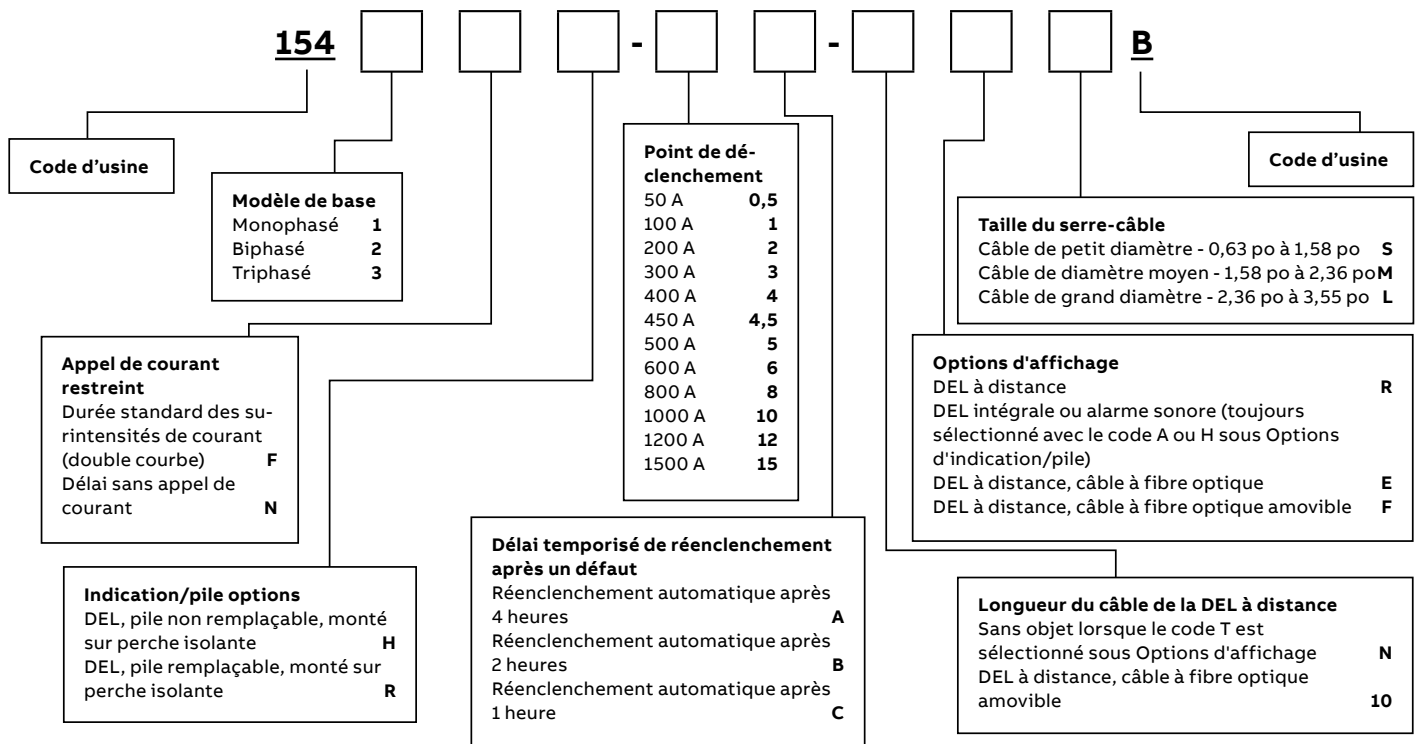 154 - - B
Code d’usine
Code d’usine
Modèle de base
Monophasé 1
Biphasé 2
Triphasé 3
Point de dé-
clenchement
50 A 0,5
100 A 1
200 A 2
300 A 3
400 A 4
450 A 4,5
500 A 5
600 A 6
800 A 8
1000 A 10
1200 A 12
1500 A 15
Taille du serre-câble
Câble de petit diamètre - 0,63 po à 1,58 po S
Câble de diamètre moyen - 1,58 po à 2,36 po M
Câble de grand diamètre - 2,36 po à 3,55 po L
Appel de courant
restreint
Durée standard des su-
rintensités de courant
(double courbe) F
Délai sans appel de
courant N
Options d'affichage
DEL à distance R
DEL intégrale ou alarme sonore (toujours
sélectionné avec le code A ou H sous Options
d'indication/pile)
DEL à distance, câble à fibre optique E
DEL à distance, câble à fibre optique amovible F
Indication/pile options
DEL, pile non remplaçable, monté
sur perche isolante H
DEL, pile remplaçable, monté sur
perche isolante R
Délai temporisé de réenclenchement
après un défaut
Réenclenchement automatique après
4 heures A
Réenclenchement automatique après
2 heures B
Réenclenchement automatique après
1 heure C
Longueur du câble de la DEL à distance
Sans objet lorsque le code T est
sélectionné sous Options d'affichage N
DEL à distance, câble à fibre optique
amovible 10